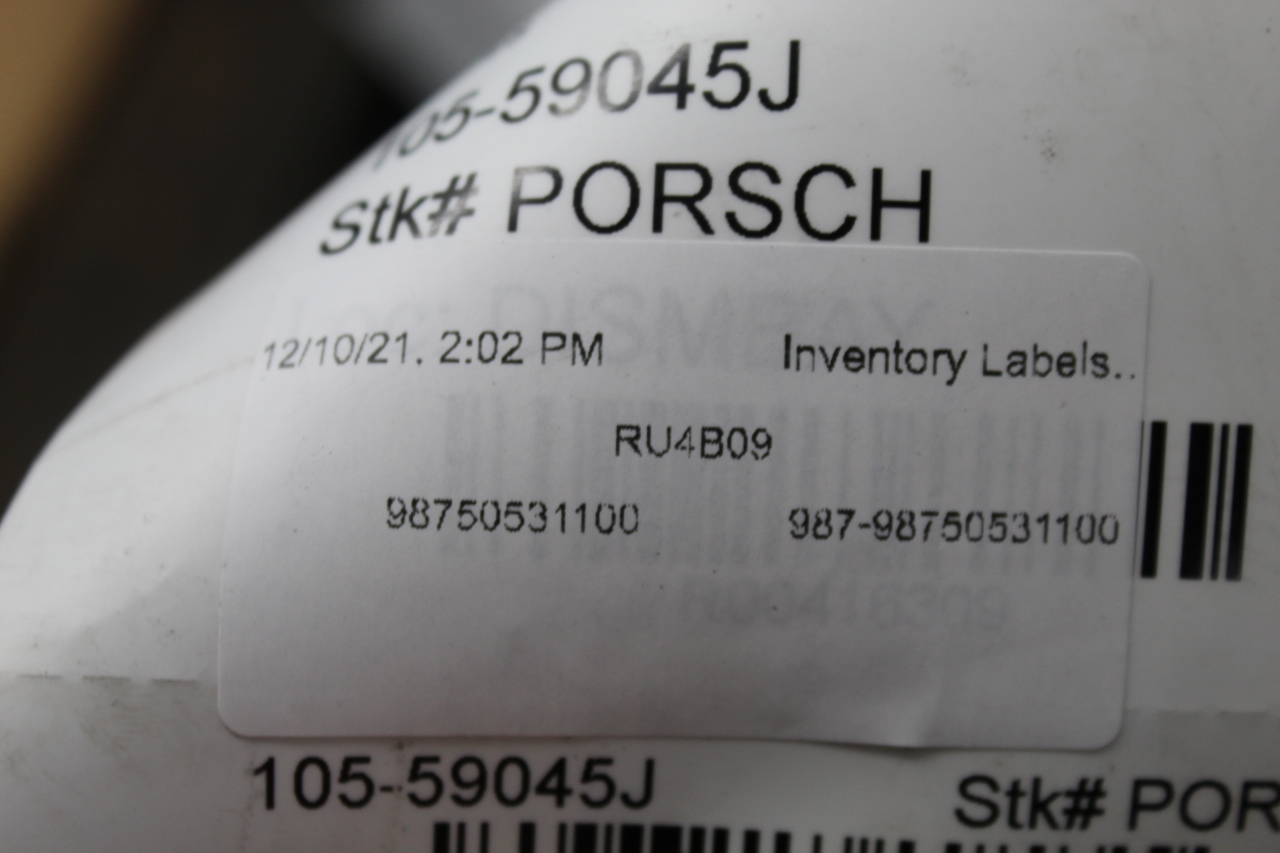 105-59045J
Stk# PORSCH
12/10/21, 2:02 PM Inventory Labels..
RU4B09
98750531100 987-98750531100
105-59045J Stk# POR